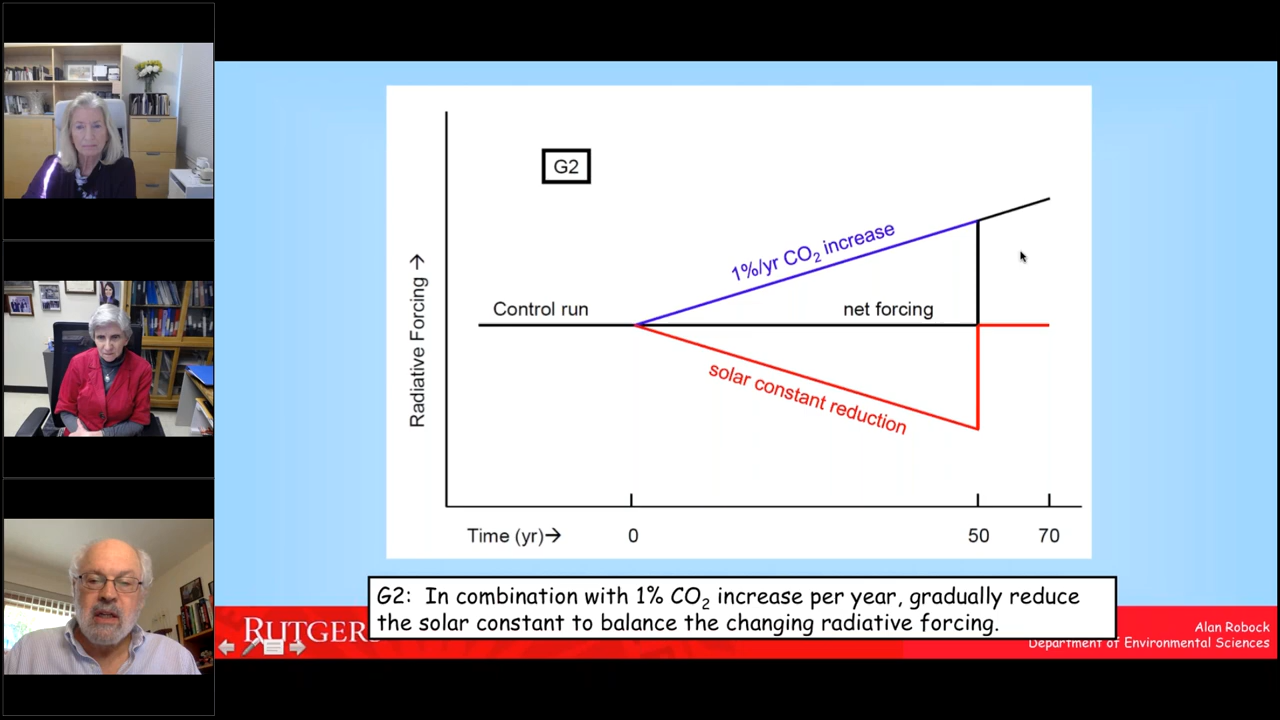 G2
1%/yr CO₂ increase
Control run
net forcing
Radiative Forcing →
solar constant reduction
Time (yr)→
0
50
70
G2: In combination with 1% CO₂ increase per year, gradually reduce
the solar constant to balance the changing radiative forcing.
RUTGER
Alan Robock
Department of Environmental Sciences